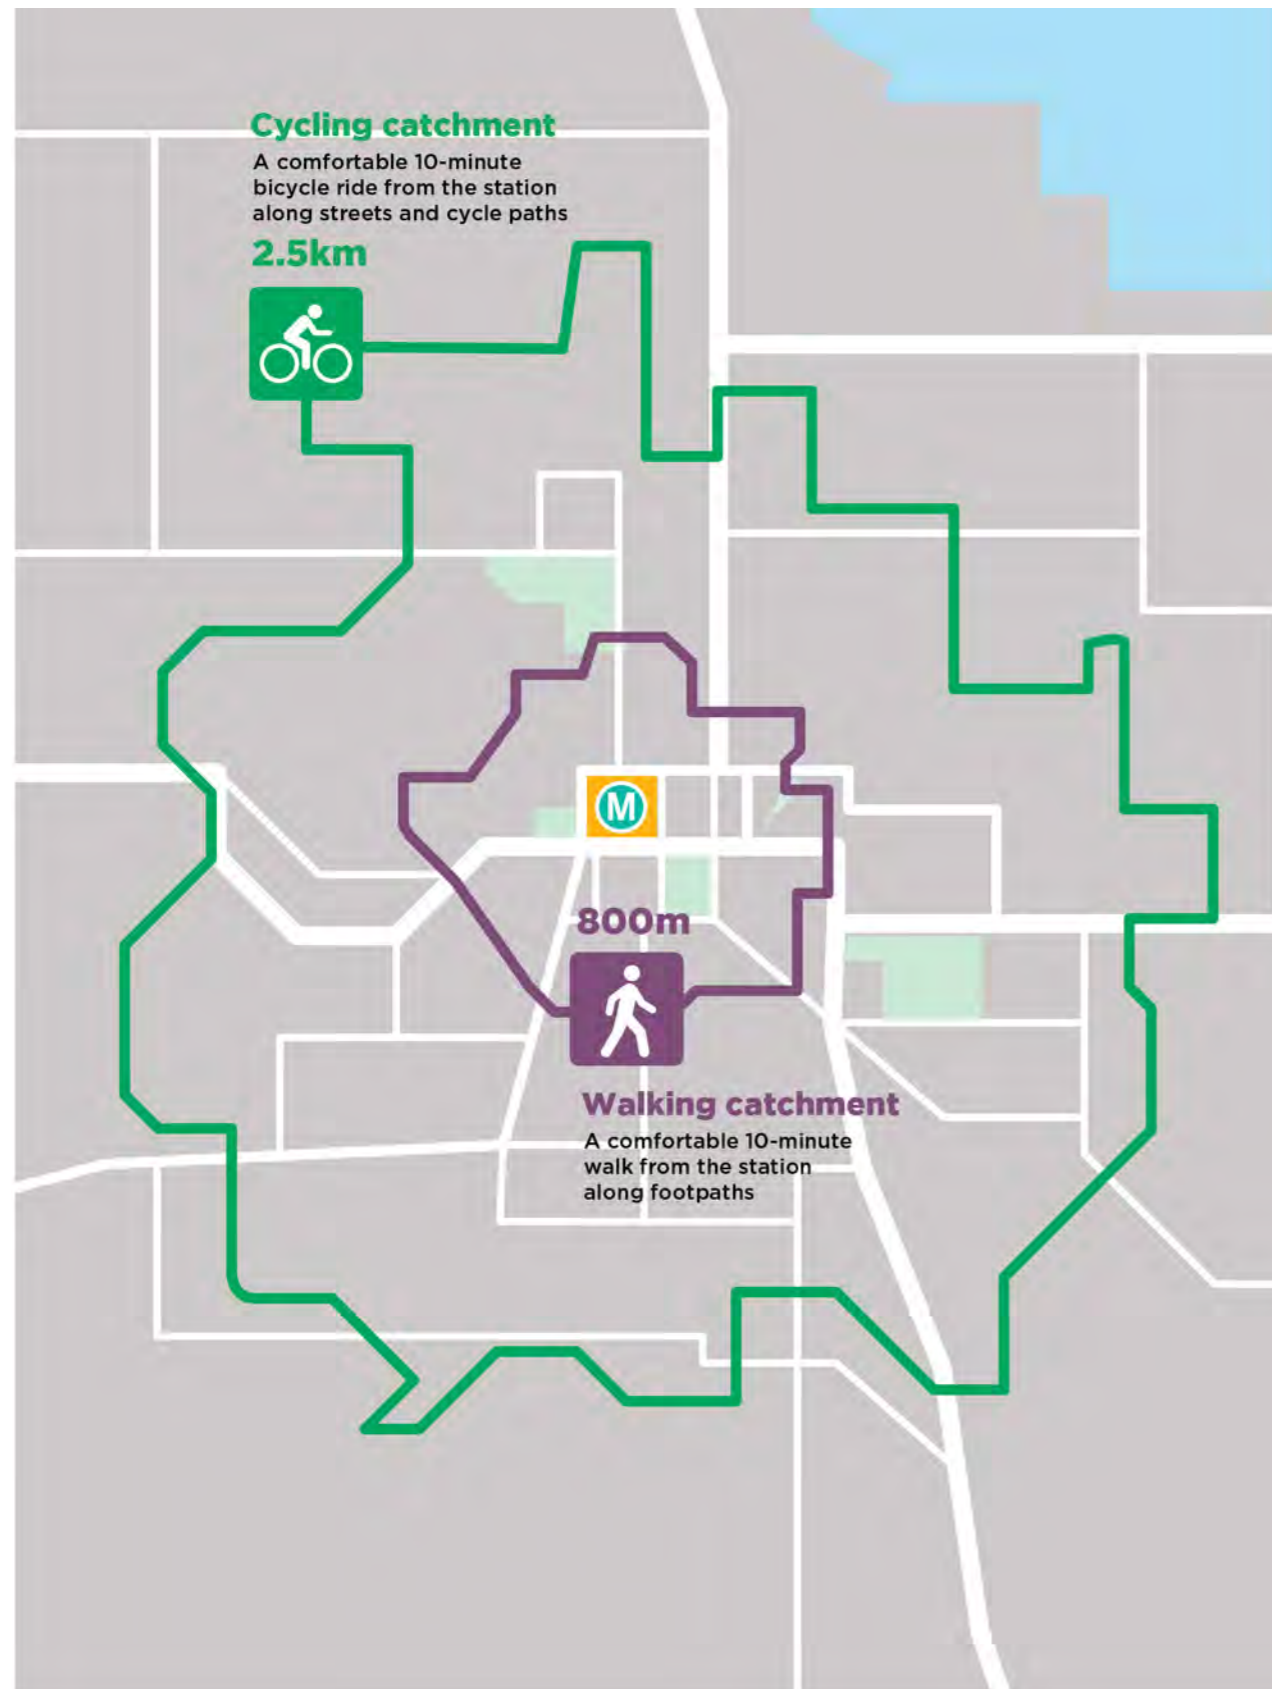 Cycling catchment
A comfortable 10-minute
bicycle ride from the station
along streets and cycle paths
2.5km
M
800m
Walking catchment
A comfortable 10-minute
walk from the station
along footpaths